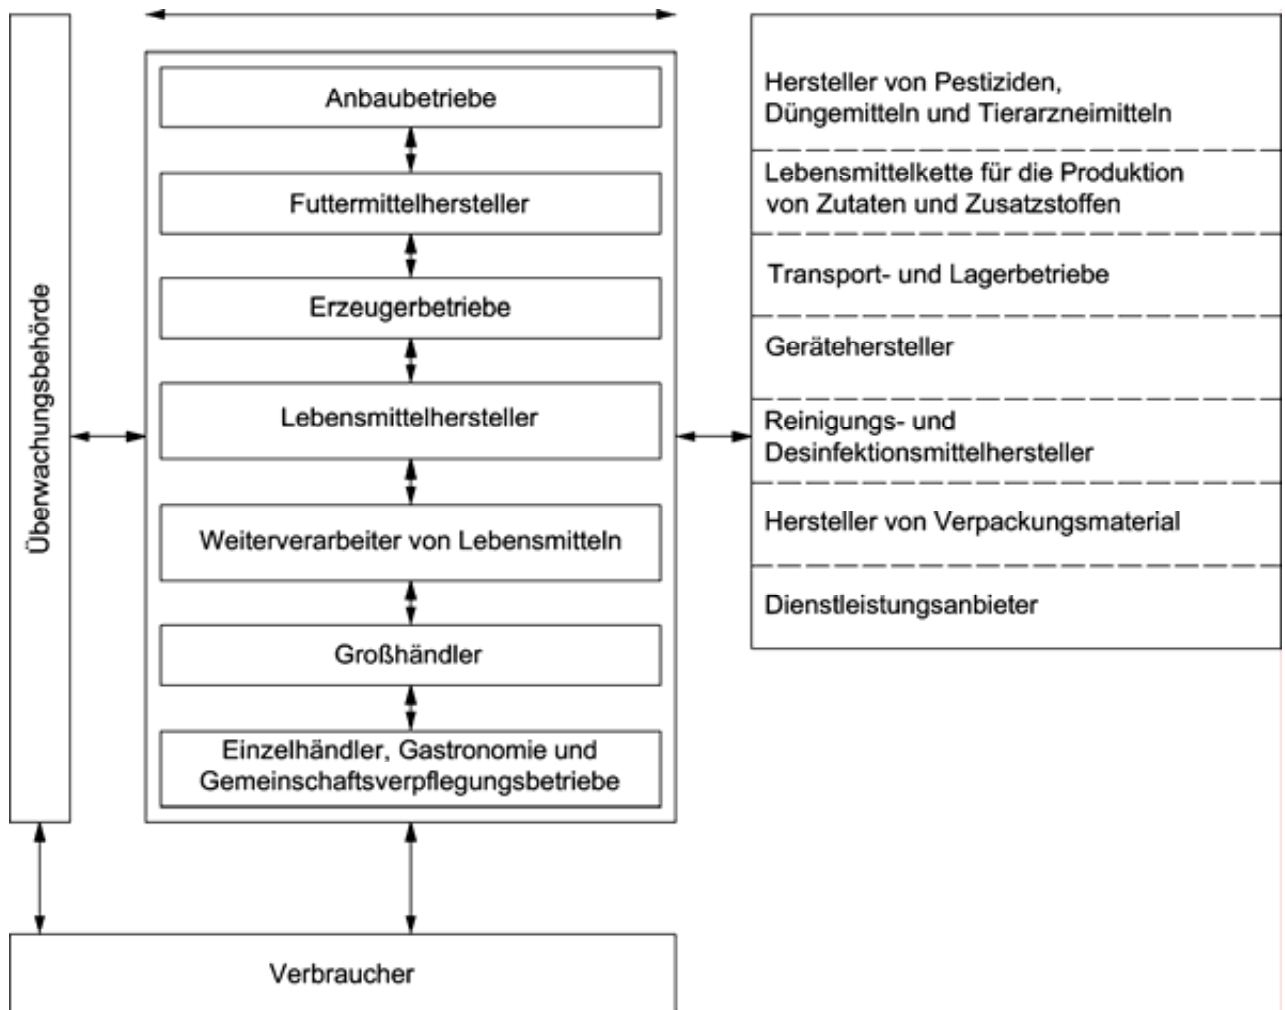 Überwachungsbehörde
Anbaubetriebe
Futtermittelhersteller
Erzeugerbetriebe
Lebensmittelhersteller
Weiterverarbeiter von Lebensmitteln
Großhändler
Einzelhändler, Gastronomie und
Gemeinschaftsverpflegungsbetriebe
Hersteller von Pestiziden,
Düngemitteln und Tierarzneimitteln
Lebensmittelkette für die Produktion
von Zutaten und Zusatzstoffen
Transport- und Lagerbetriebe
Gerätehersteller
Reinigungs- und
Desinfektionsmittelhersteller
Hersteller von Verpackungsmaterial
Dienstleistungsanbieter
Verbraucher